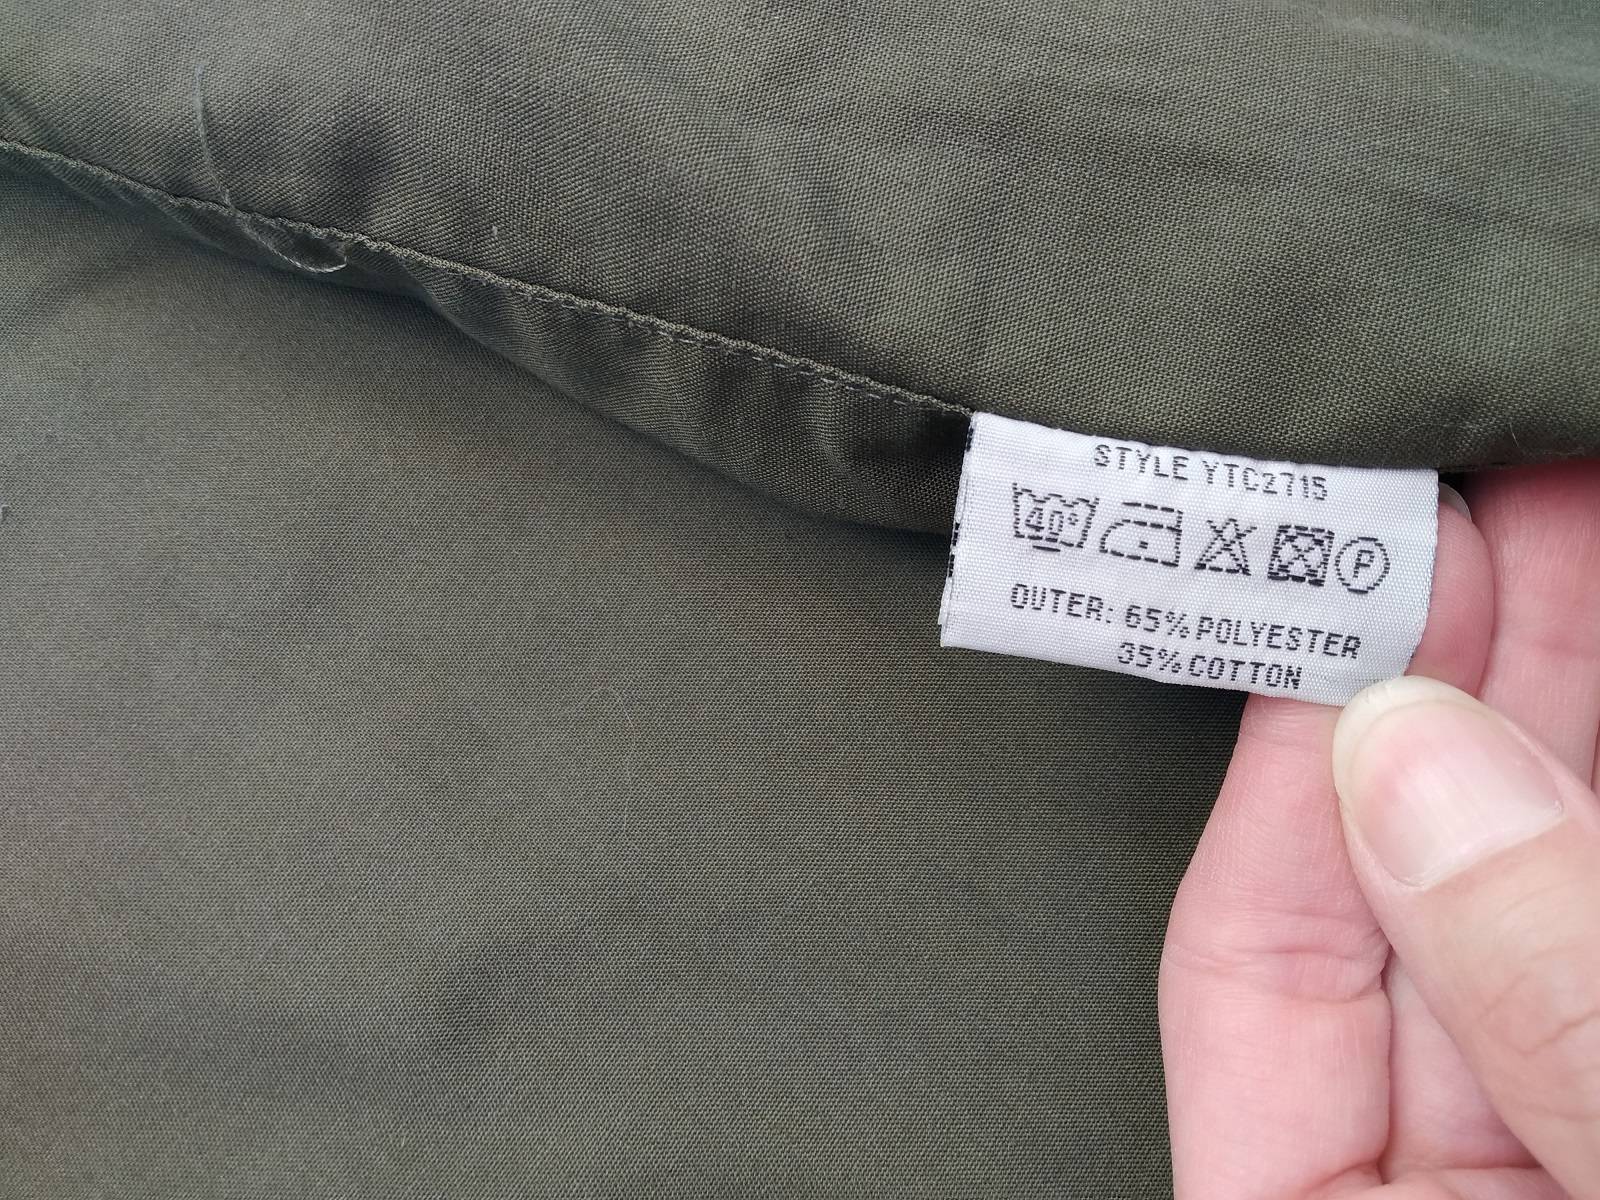 STYLE YTC2715
40°
P
OUTER: 65% POLYESTER
35% COTTON